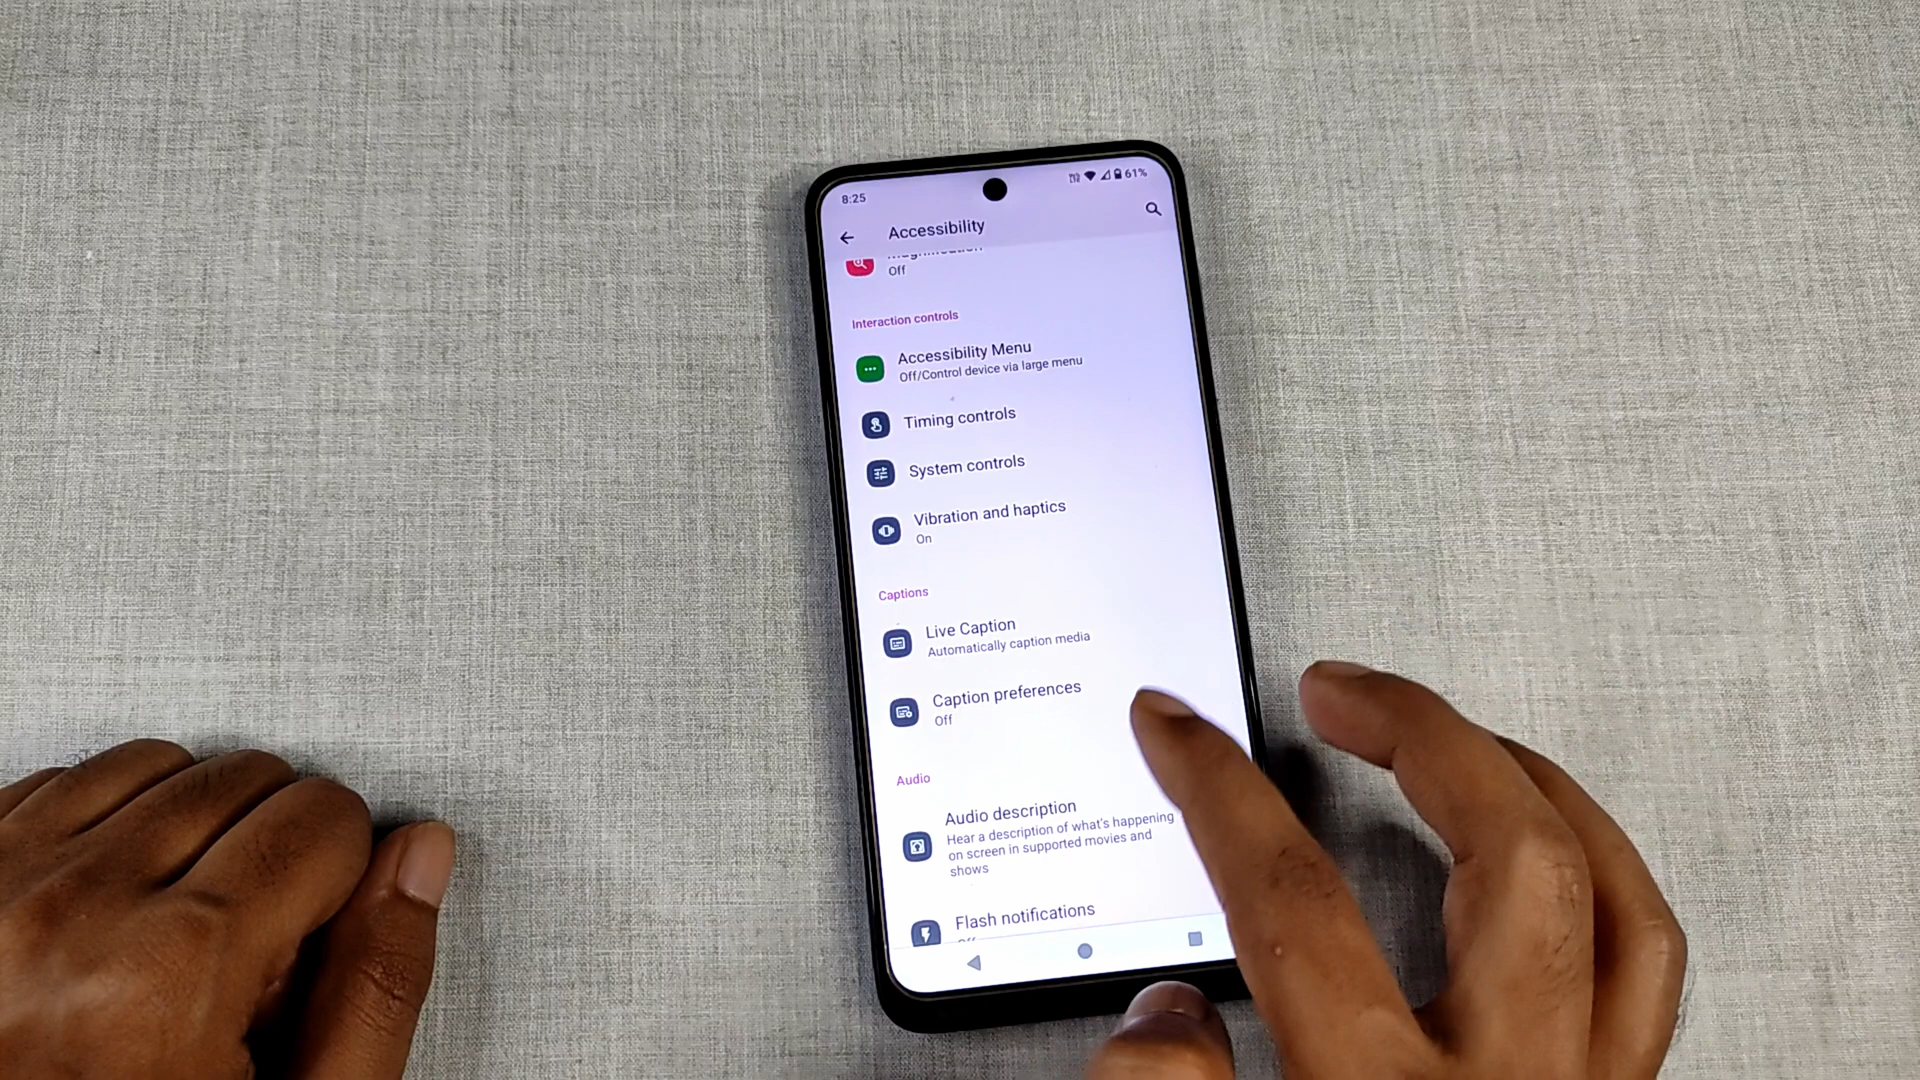 8:25
61%
Accessibility
Off
Interaction controls
Accessibility Menu
Off/Control device via large menu
Timing controls
System controls
Vibration and haptics
On
Captions
Live Caption
Automatically caption media
Caption preferences
Off
Audio
Audio description
Hear a description of what's happening
on screen in supported movies and
shows
Flash notifications